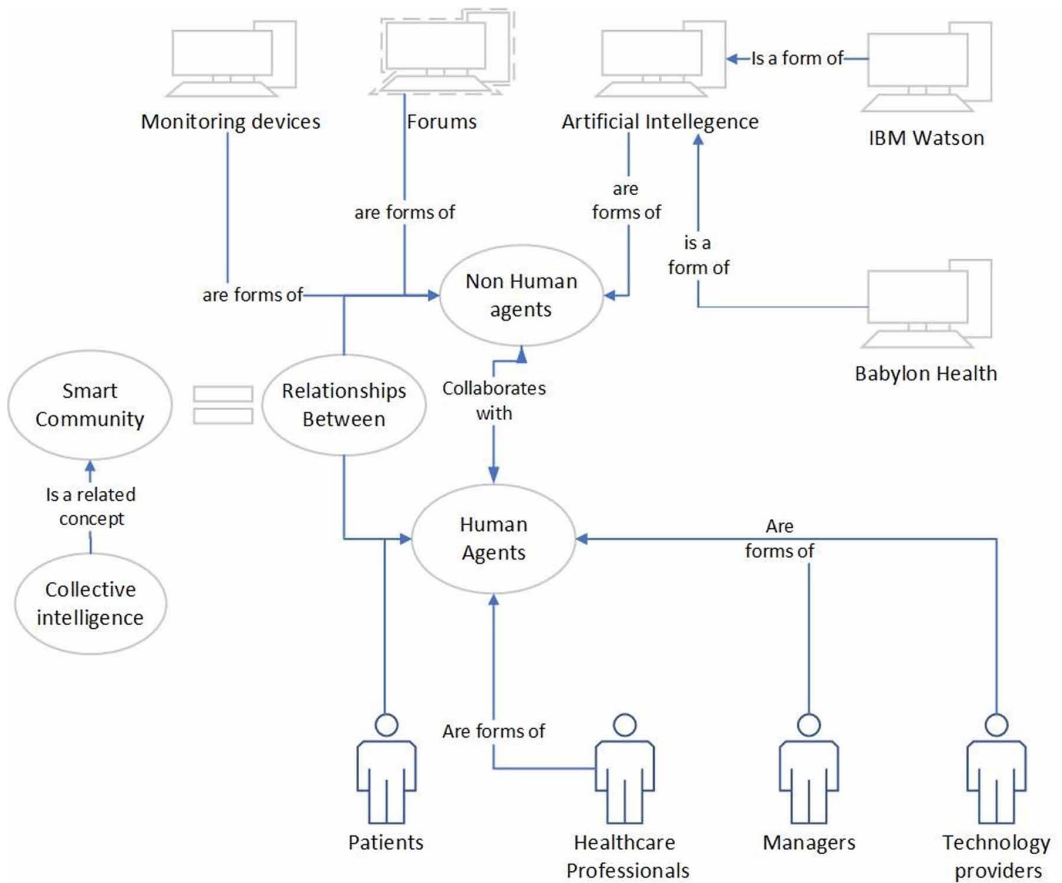 Is a form of
Monitoring devices
Forums
Artificial Intellegence
IBM Watson
are
forms of
are forms of
is a
form of
Non Human
agents
are forms of
Babylon Health
Smart
Community
Relationships
Between
Collaborates
with
Is a related
concept
Human
Agents
Are
forms of
Collective
intelligence
Are forms of
Patients
Healthcare
Professionals
Managers
Technology
providers